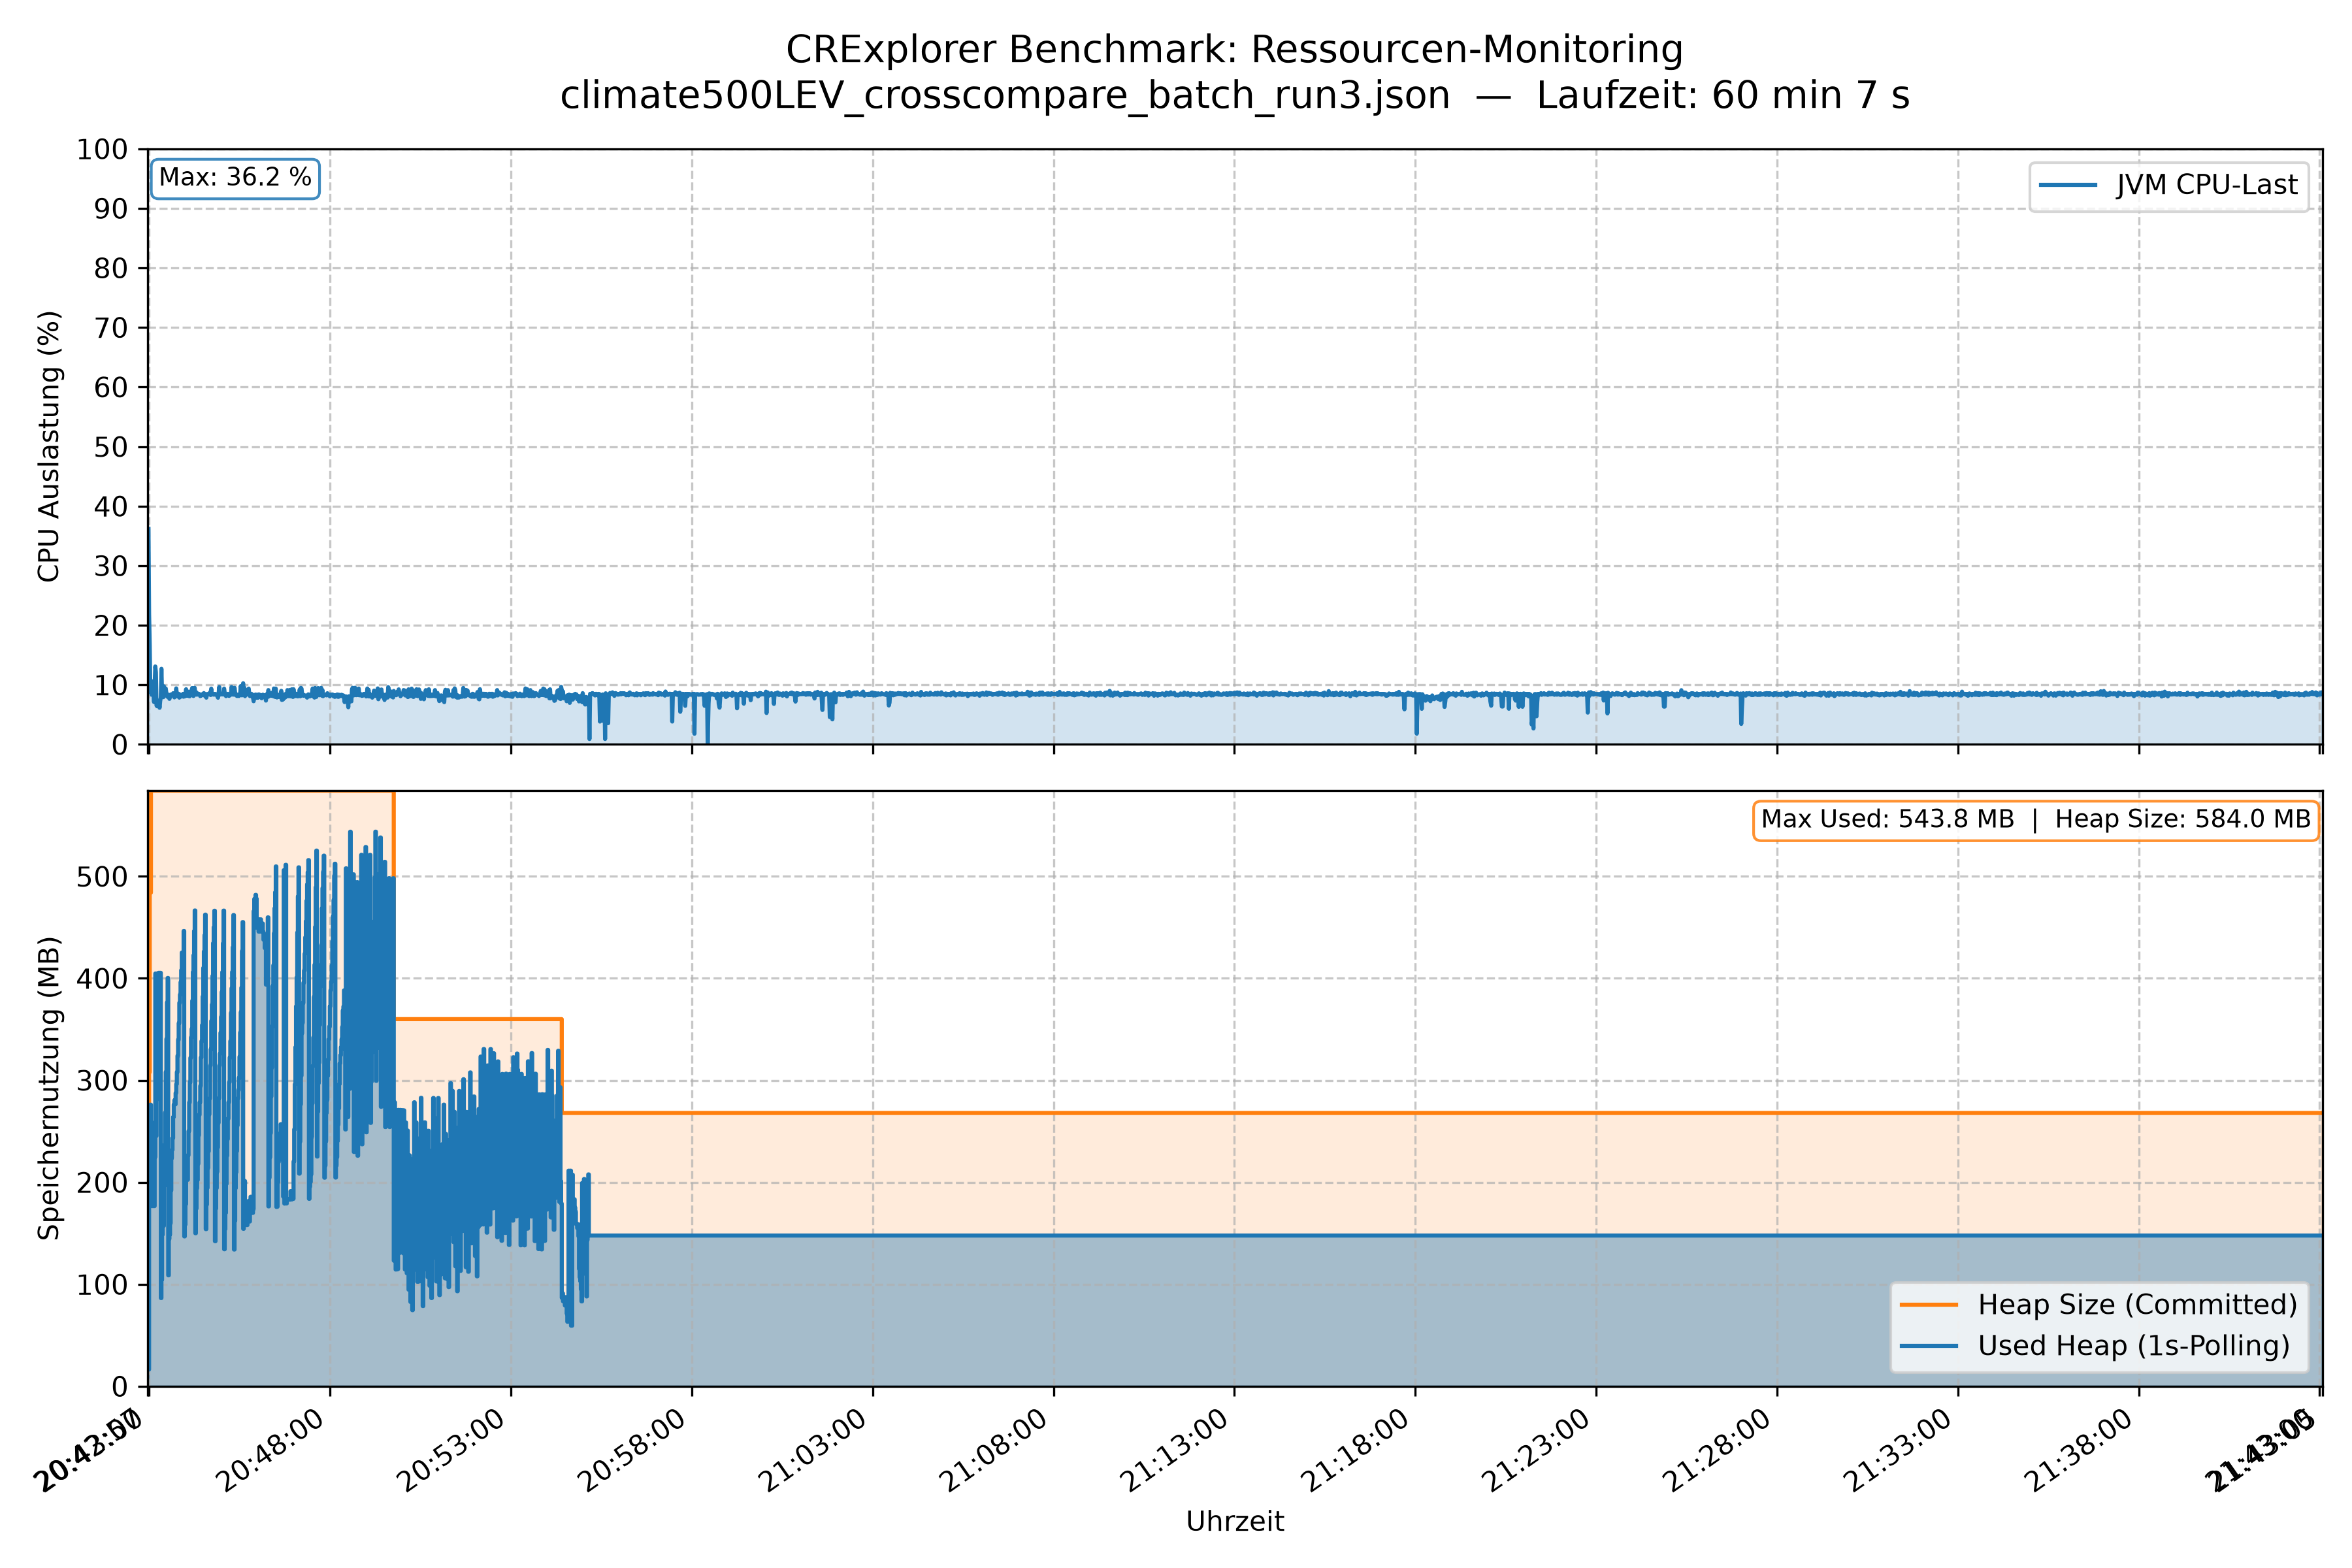 CRExplorer Benchmark: Ressourcen-Monitoring
climate500LEV_crosscompare_batch_run3.json — Laufzeit: 60 min 7 s
100
90
80
70
60
50
40
30
20
10
0
CPU Auslastung (%)
Max: 36.2 %
JVM CPU-Last
500
400
300
200
100
0
Speichernutzung (MB)
Max Used: 543.8 MB | Heap Size: 584.0 MB
Heap Size (Committed)
Used Heap (1s-Polling)
20:48:00
20:53:00
20:58:00
21:03:00
21:08:00
21:13:00
21:18:00
21:23:00
21:28:00
21:33:00
21:38:00
Uhrzeit